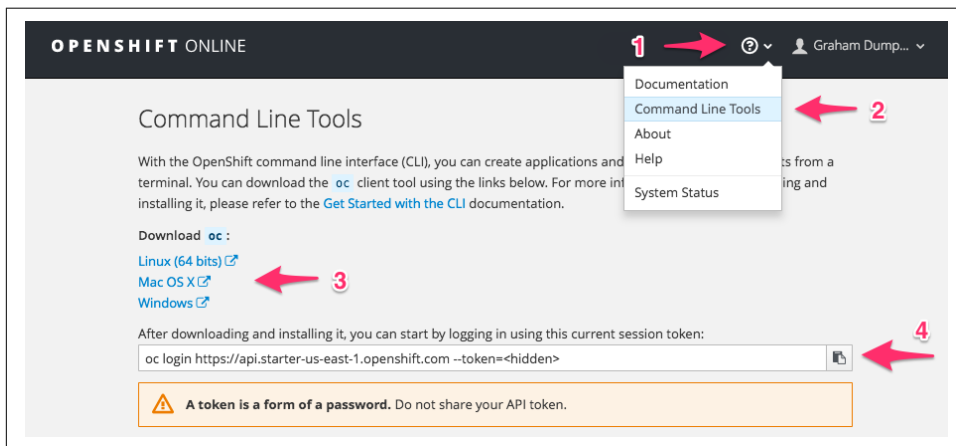 OPENSHIFT ONLINE
1
Graham Dump...
Documentation
Command Line Tools
2
About
Help
System Status
Command Line Tools
With the OpenShift command line interface (CLI), you can create applications and ts from a
terminal. You can download the oc client tool using the links below. For more inf ing and
installing it, please refer to the Get Started with the CLI documentation.
Download oc :
Linux (64 bits)
Mac OS X
3
Windows
After downloading and installing it, you can start by logging in using this current session token:
4
oc login https://api.starter-us-east-1.openshift.com --token=<hidden>
A token is a form of a password. Do not share your API token.